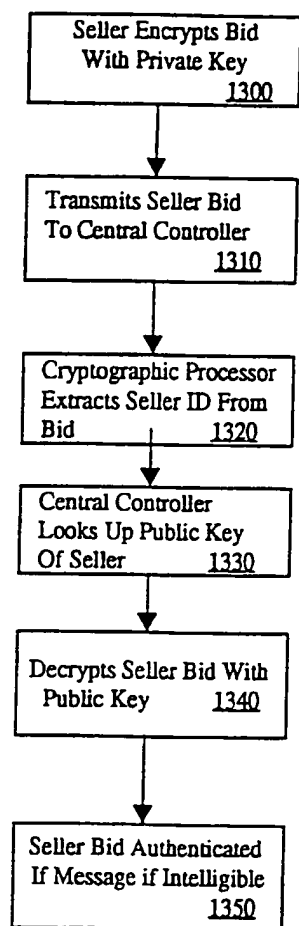 Seller Encrypts Bid
With Private Key
1300
Transmits Seller Bid
To Central Controller
1310
Cryptographic Processor
Extracts Seller ID From
Bid 1320
Central Controller
Looks Up Public Key
Of Seller 1330
Decrypts Seller Bid With
Public Key 1340
Seller Bid Authenticated
If Message if Intelligible
1350